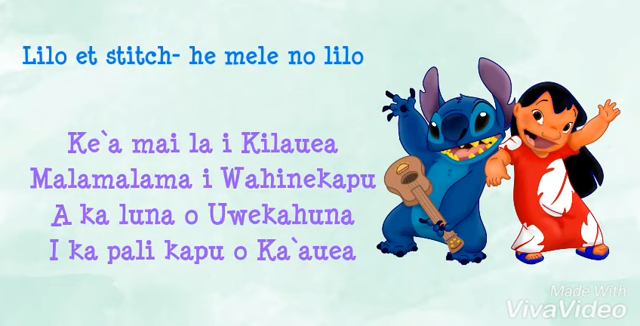 Lilo et stitch- he mele no lilo
Ke`a mai la i Kilauea
Malamalama i Wahinekapu
A ka luna o Uwekahuna
I ka pali kapu o Ka`auea
Made With
VivaVideo